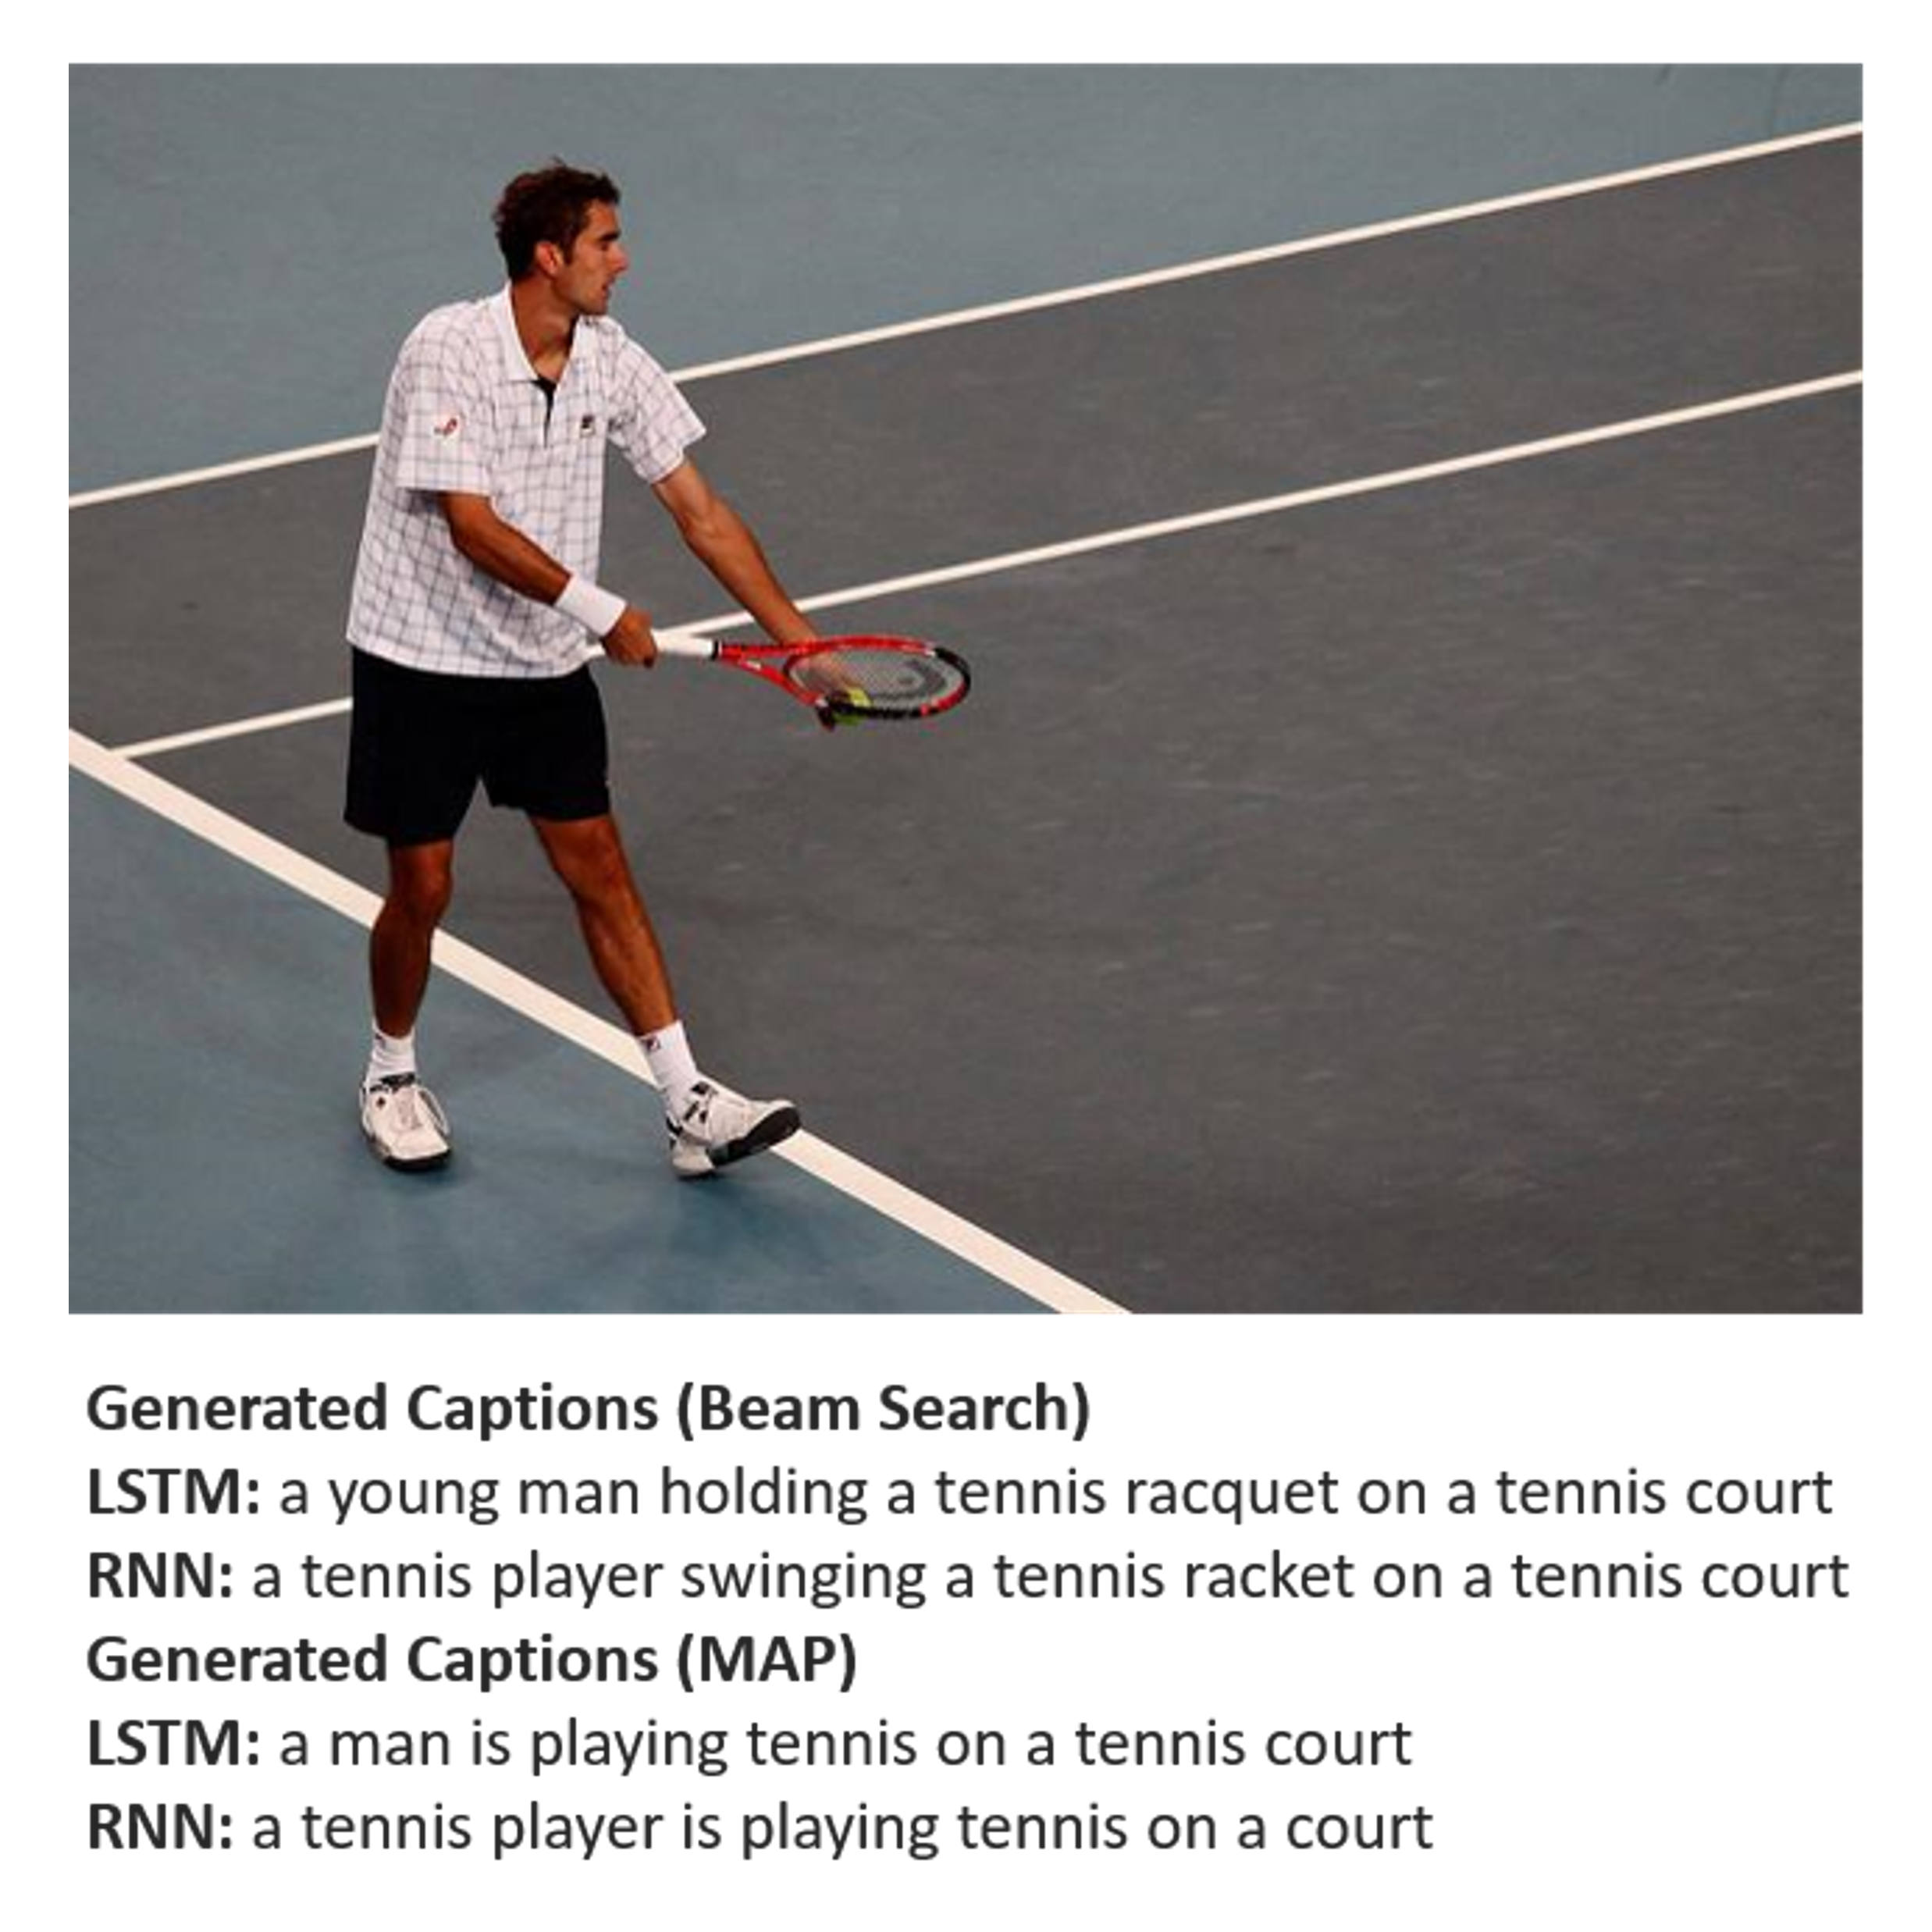 Generated Captions (Beam Search)
LSTM: a young man holding a tennis racquet on a tennis court
RNN: a tennis player swinging a tennis racket on a tennis court
Generated Captions (MAP)
LSTM: a man is playing tennis on a tennis court
RNN: a tennis player is playing tennis on a court